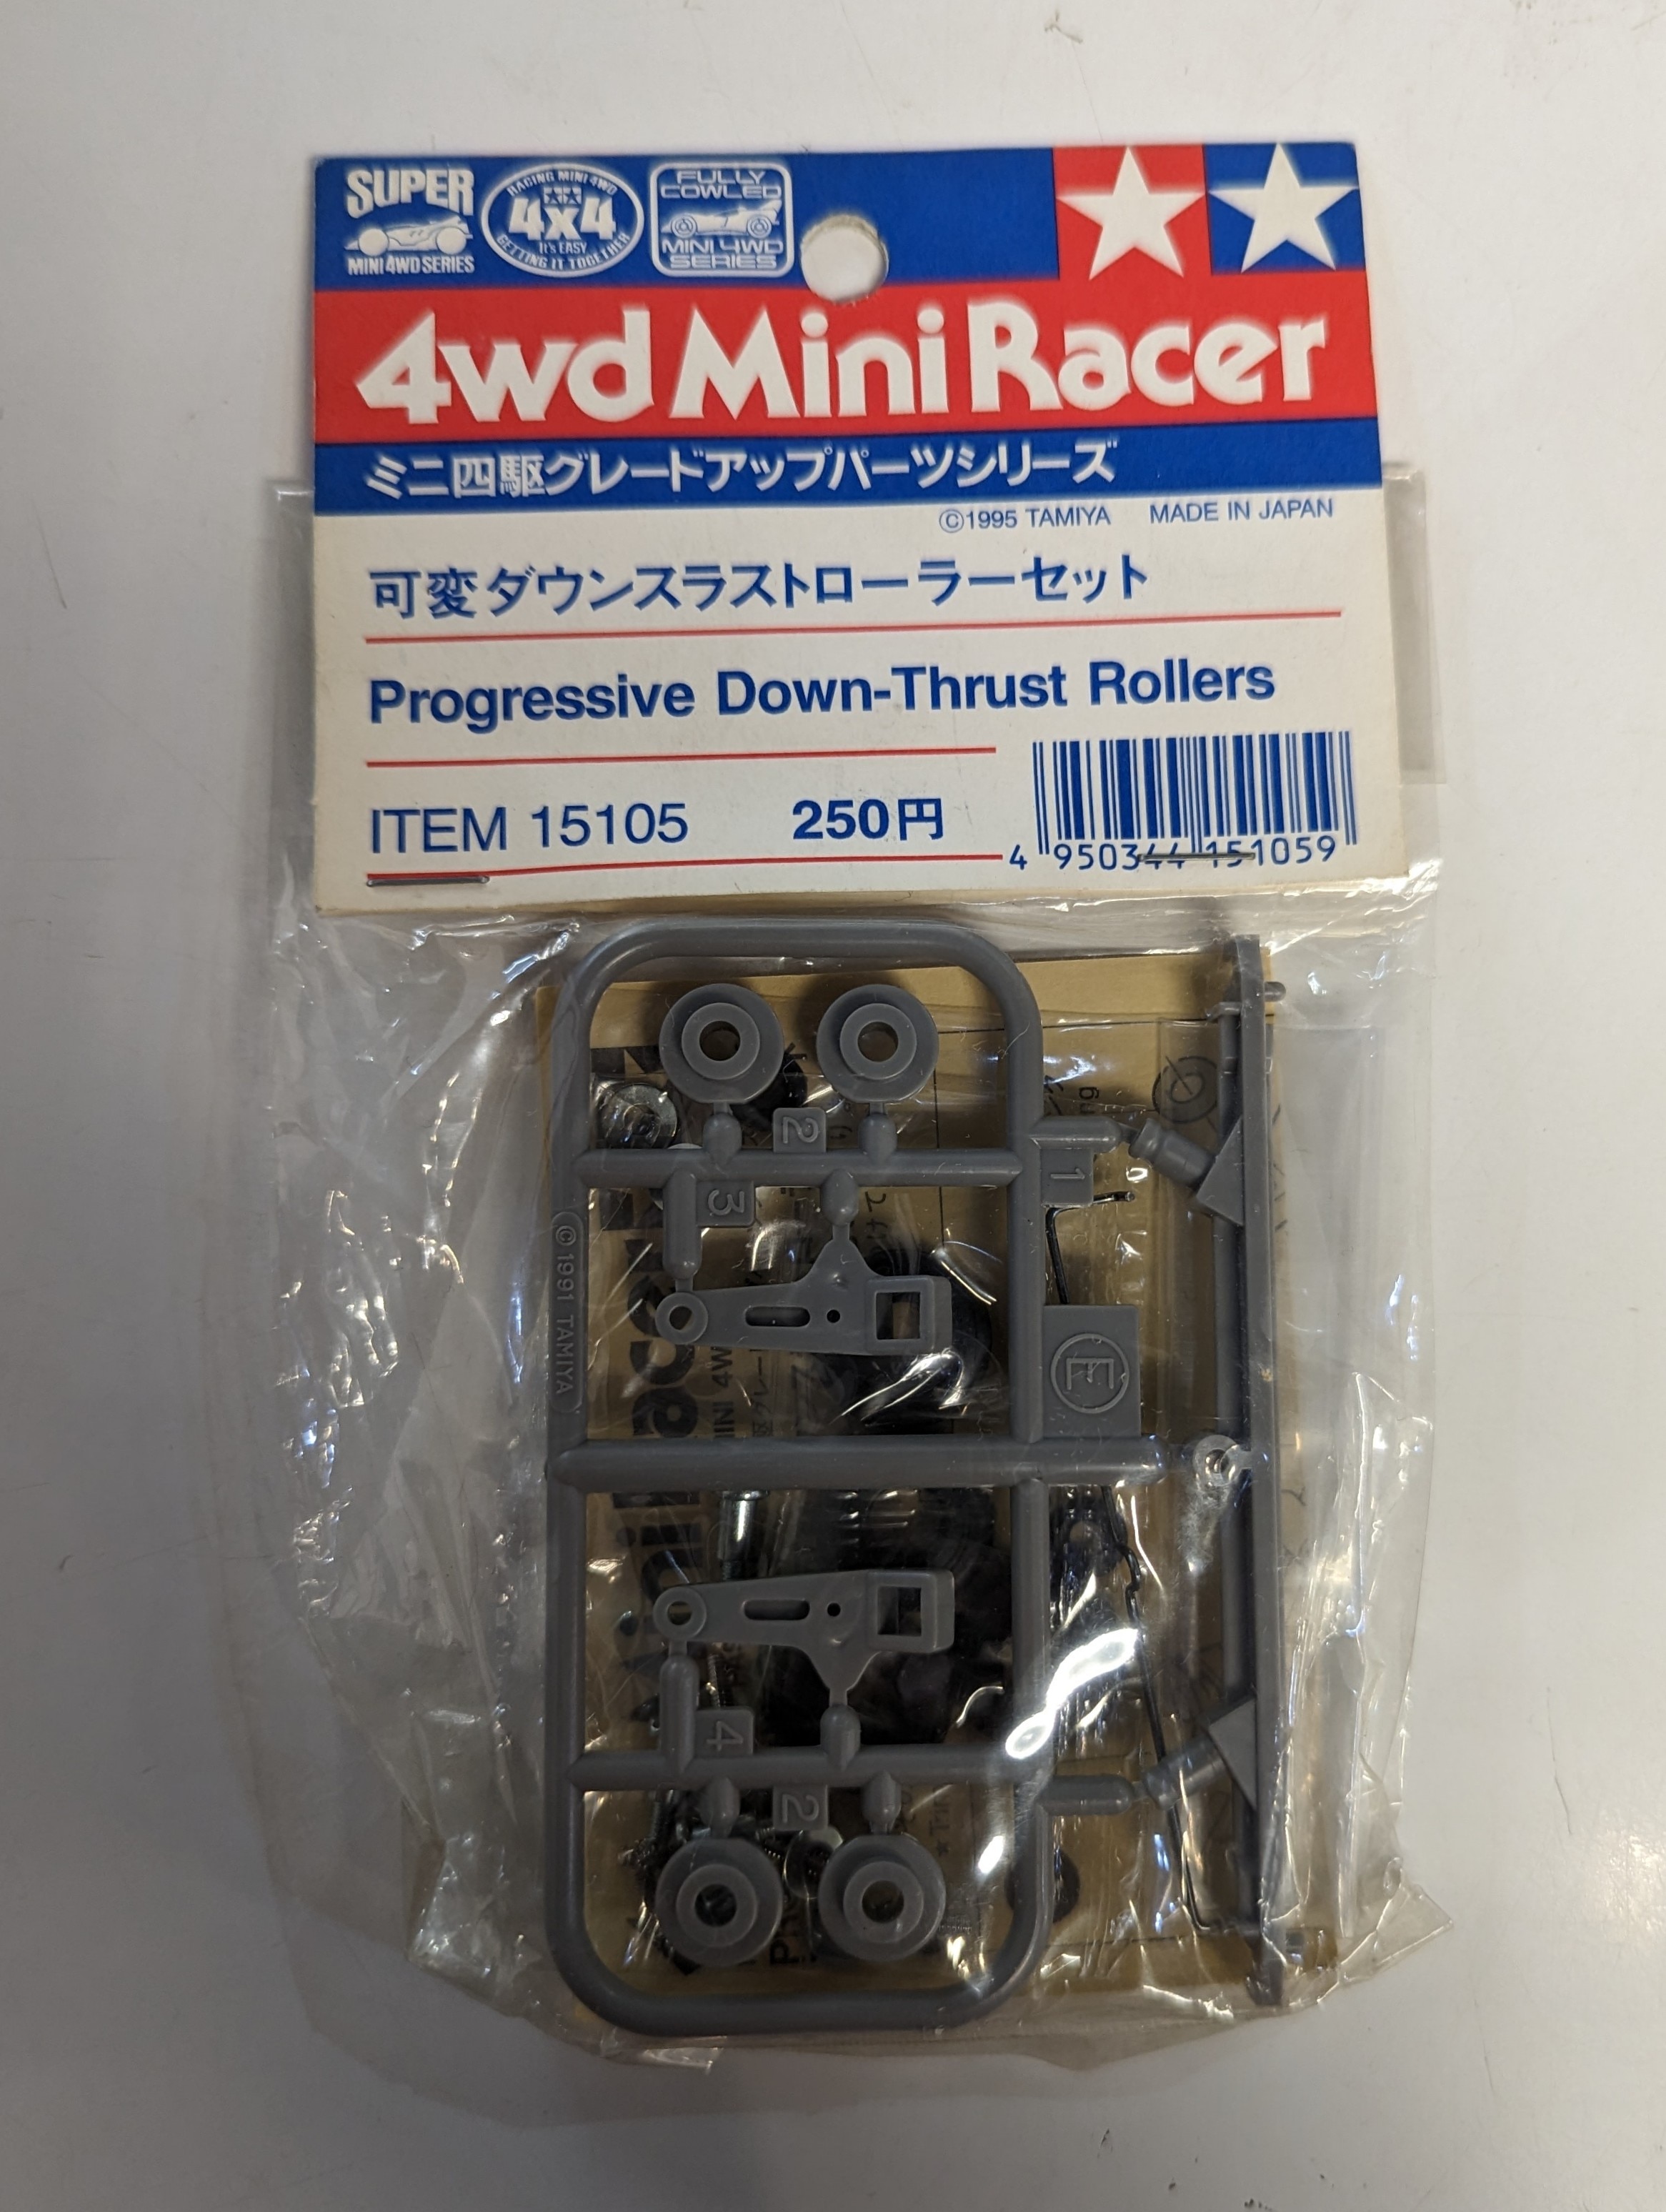 SUPER
MINI 4WD SERIES
RACING MINI 4WD
4X4
It's EASY
GETTING IT TOGETHER
FULLY
COWLED
MINI 4WD
SERIES
4wd Mini Racer
ミニ四駆グレードアップパーツシリーズ
©1995 TAMIYA MADE IN JAPAN
可変ダウンスラストローラーセット
Progressive Down-Thrust Rollers
ITEM 15105 250円
4 950344 151059
2
1
3
© 1991 TAMIYA
E
4
2